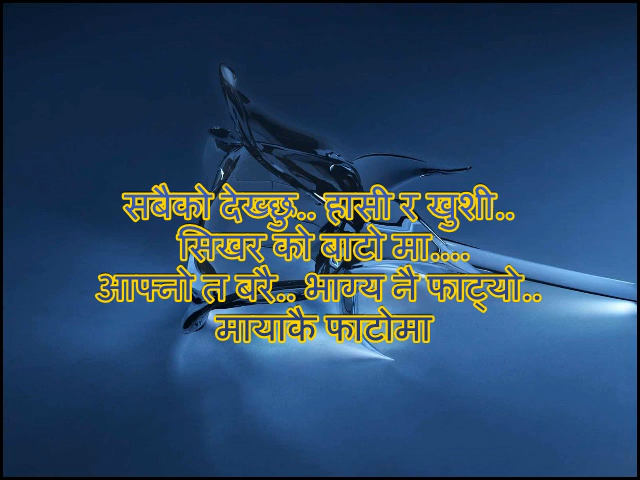 सबैको देख्छु.. हासी र खुशी..
सिखर को बाटो मा....
आफ्नो त बरै.. भाग्य नै फाट्यो..
मायाकै फाटोमा